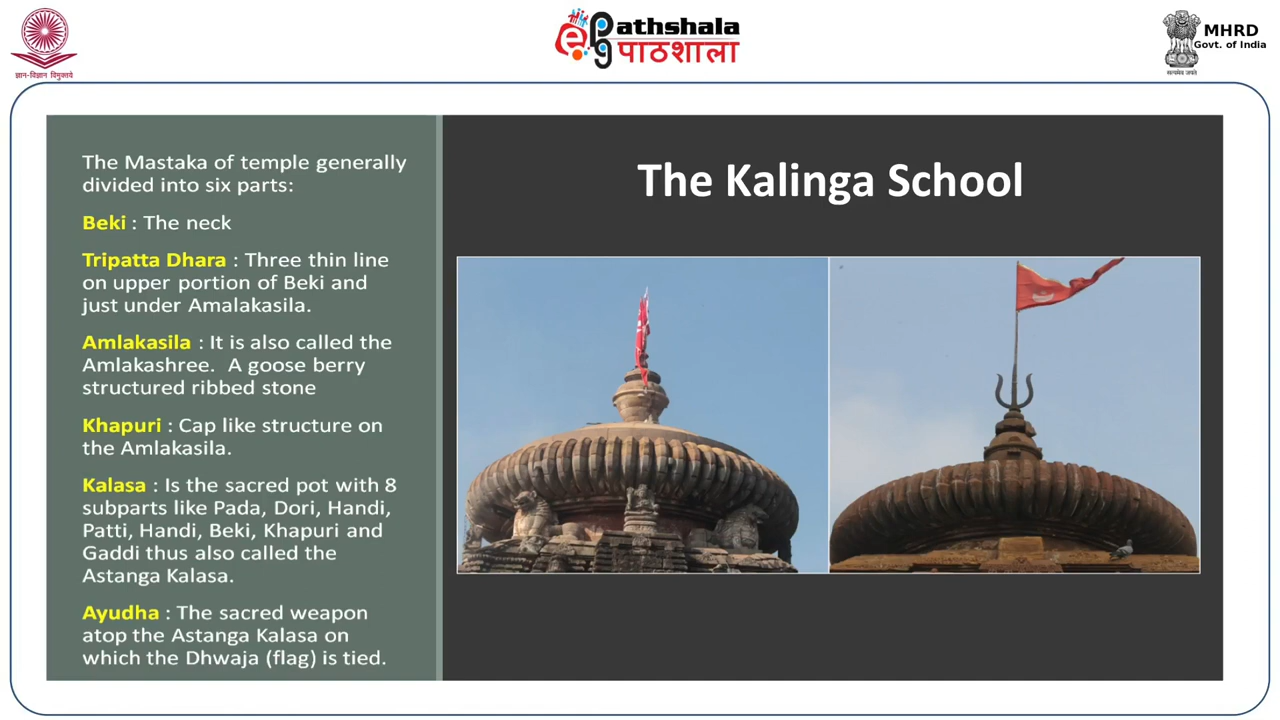 ज्ञान-विज्ञान विमुक्तये
ePathshala
पाठशाला
MHRD
Govt. of India
सत्यमेव जयते
The Kalinga School
The Mastaka of temple generally
divided into six parts:
Beki : The neck
Tripatta Dhara : Three thin line
on upper portion of Beki and
just under Amalakasila.
Amlakasila : It is also called the
Amlakashree. A goose berry
structured ribbed stone
Khapuri : Cap like structure on
the Amlakasila.
Kalasa : Is the sacred pot with 8
subparts like Pada, Dori, Handi,
Patti, Handi, Beki, Khapuri and
Gaddi thus also called the
Astanga Kalasa.
Ayudha : The sacred weapon
atop the Astanga Kalasa on
which the Dhwaja (flag) is tied.